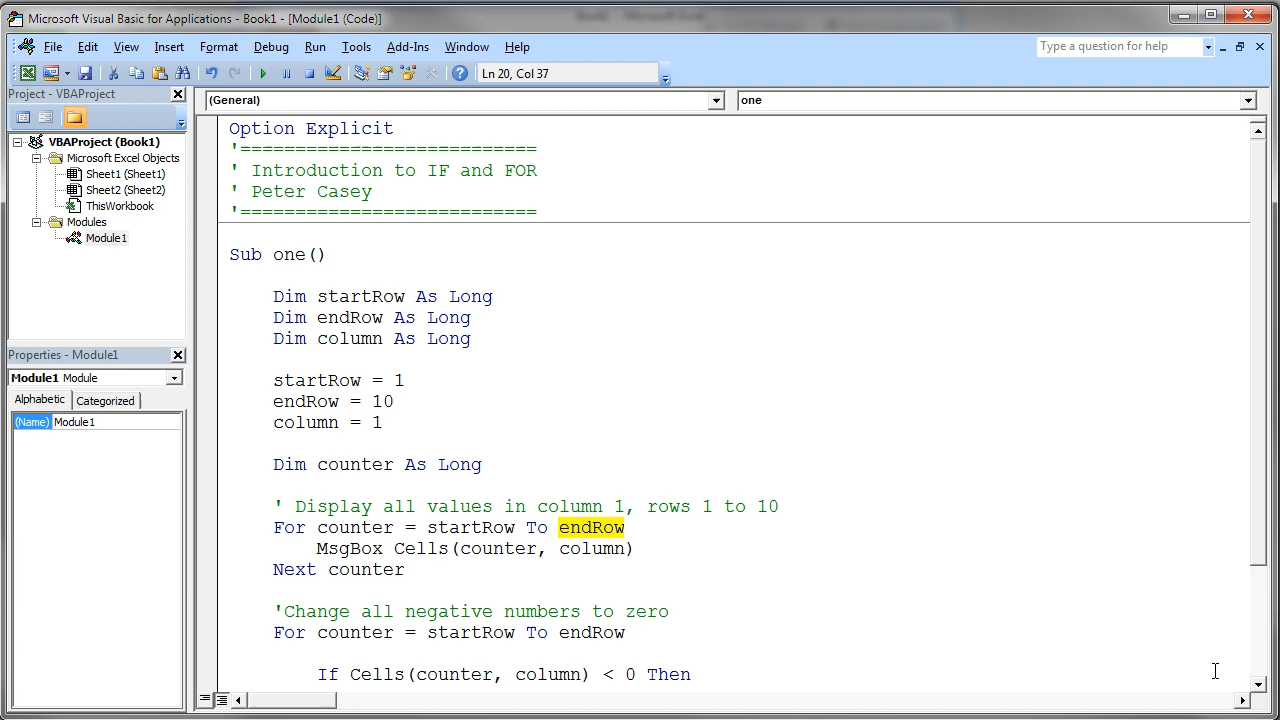 Microsoft Visual Basic for Applications - Book1 - [Module1 (Code)]
File Edit View Insert Format Debug Run Tools Add-Ins Window Help
Type a question for help
Ln 20, Col 37
Project - VBAProject
VBAProject (Book1)
Microsoft Excel Objects
Sheet1 (Sheet1)
Sheet2 (Sheet2)
ThisWorkbook
Modules
Module1
Properties - Module1
Module1 Module
Alphabetic Categorized
(Name) Module1
(General) one
Option Explicit
'===========================
' Introduction to IF and FOR
' Peter Casey
'===========================
Sub one()
Dim startRow As Long
Dim endRow As Long
Dim column As Long
startRow = 1
endRow = 10
column = 1
Dim counter As Long
' Display all values in column 1, rows 1 to 10
For counter = startRow To endRow
MsgBox Cells(counter, column)
Next counter
'Change all negative numbers to zero
For counter = startRow To endRow
If Cells(counter, column) < 0 Then